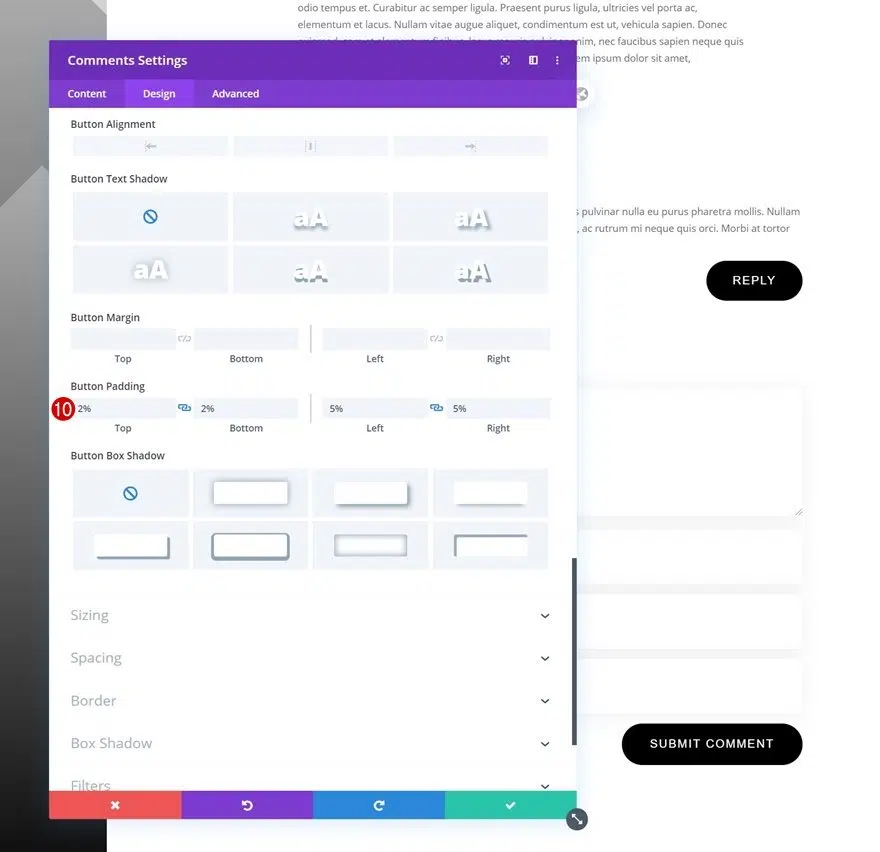 odio tempus et. Curabitur ac semper ligula. Praesent purus ligula, ultricies vel porta ac,
elementum et lacus. Nullam vitae augue aliquet, condimentum est ut, vehicula sapien. Donec
enim, nec faucibus sapien neque quis
em ipsum dolor sit amet,
Comments Settings
Content Design Advanced
Button Alignment
Button Text Shadow
aA aA
aA aA aA
s pulvinar nulla eu purus pharetra mollis. Nullam
, ac rutrum mi neque quis orci. Morbi at tortor
REPLY
Button Margin
Top Bottom Left Right
Button Padding
10 2% 2% 5% 5%
Top Bottom Left Right
Button Box Shadow
Sizing
Spacing
Border
Box Shadow
Filters
SUBMIT COMMENT